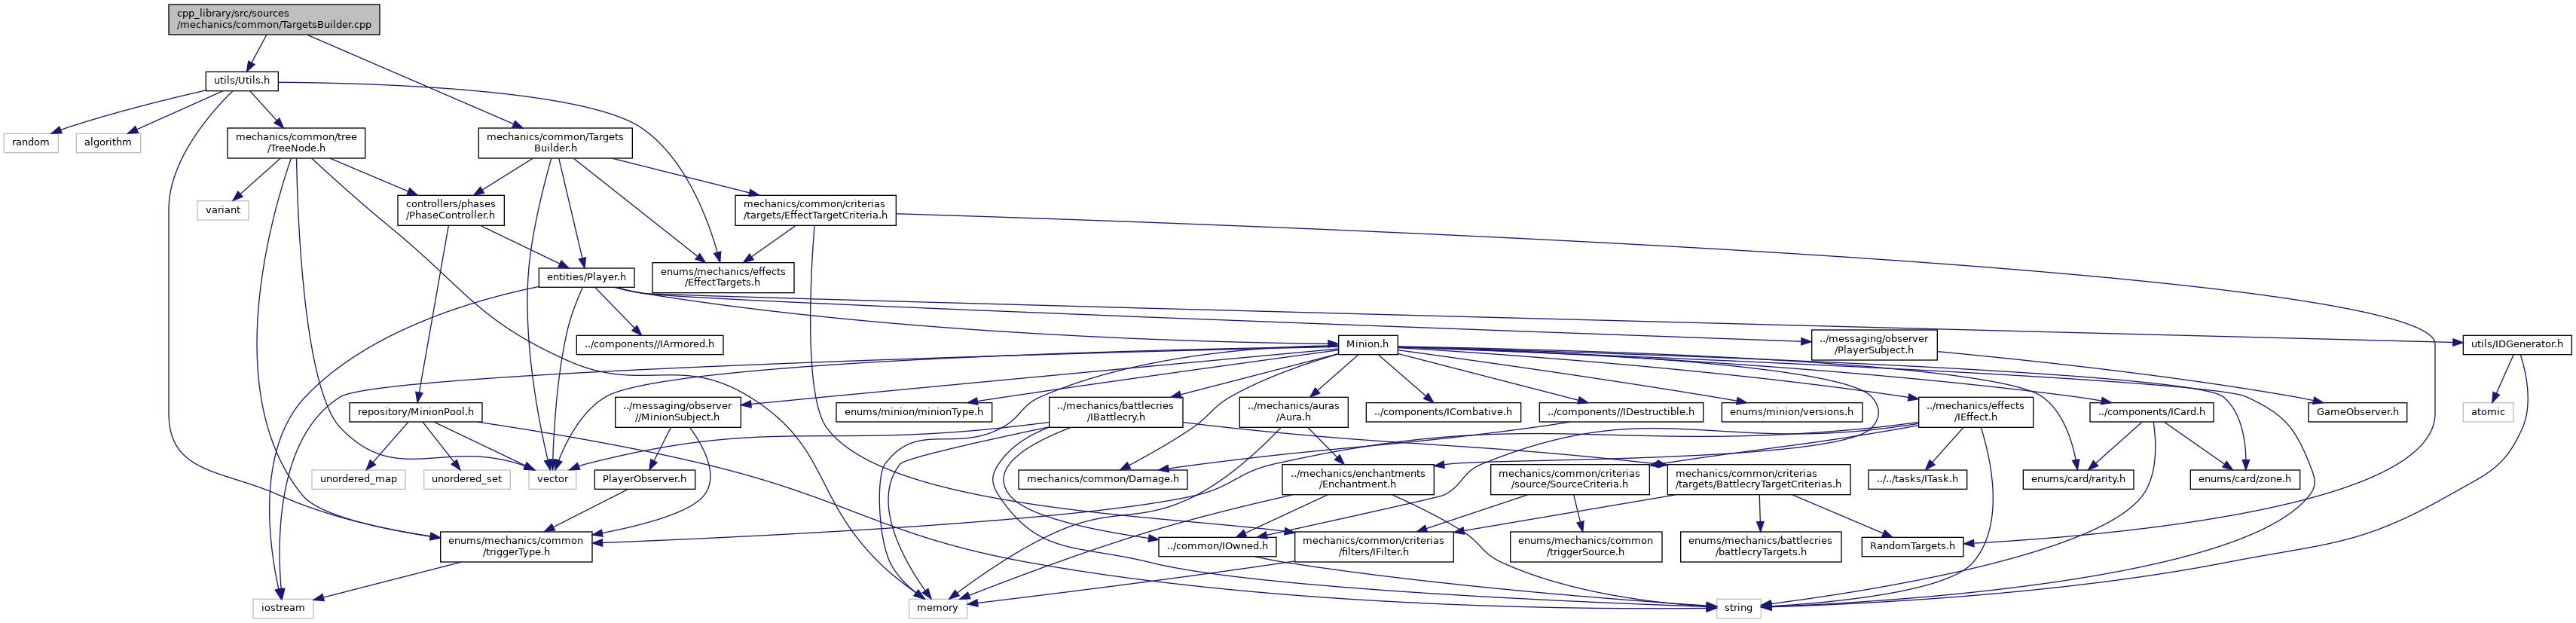 cpp_library/src/sources
/mechanics/common/TargetsBuilder.cpp
utils/Utils.h
random
algorithm
mechanics/common/tree
/TreeNode.h
mechanics/common/Targets
Builder.h
variant
controllers/phases
/PhaseController.h
mechanics/common/criterias
/targets/EffectTargetCriteria.h
entities/Player.h
enums/mechanics/effects
/EffectTargets.h
../components//IArmored.h
Minion.h
../messaging/observer
/PlayerSubject.h
utils/IDGenerator.h
repository/MinionPool.h
../messaging/observer
//MinionSubject.h
enums/minion/minionType.h
../mechanics/battlecries
/IBattlecry.h
../mechanics/auras
/Aura.h
../components/ICombative.h
../components//IDestructible.h
enums/minion/versions.h
../mechanics/effects
/IEffect.h
../components/ICard.h
GameObserver.h
atomic
unordered_map
unordered_set
vector
PlayerObserver.h
mechanics/common/Damage.h
../mechanics/enchantments
/Enchantment.h
mechanics/common/criterias
/source/SourceCriteria.h
mechanics/common/criterias
/targets/BattlecryTargetCriterias.h
../../tasks/ITask.h
enums/card/rarity.h
enums/card/zone.h
enums/mechanics/common
/triggerType.h
../common/IOwned.h
mechanics/common/criterias
/filters/IFilter.h
enums/mechanics/common
/triggerSource.h
enums/mechanics/battlecries
/battlecryTargets.h
RandomTargets.h
iostream
memory
string